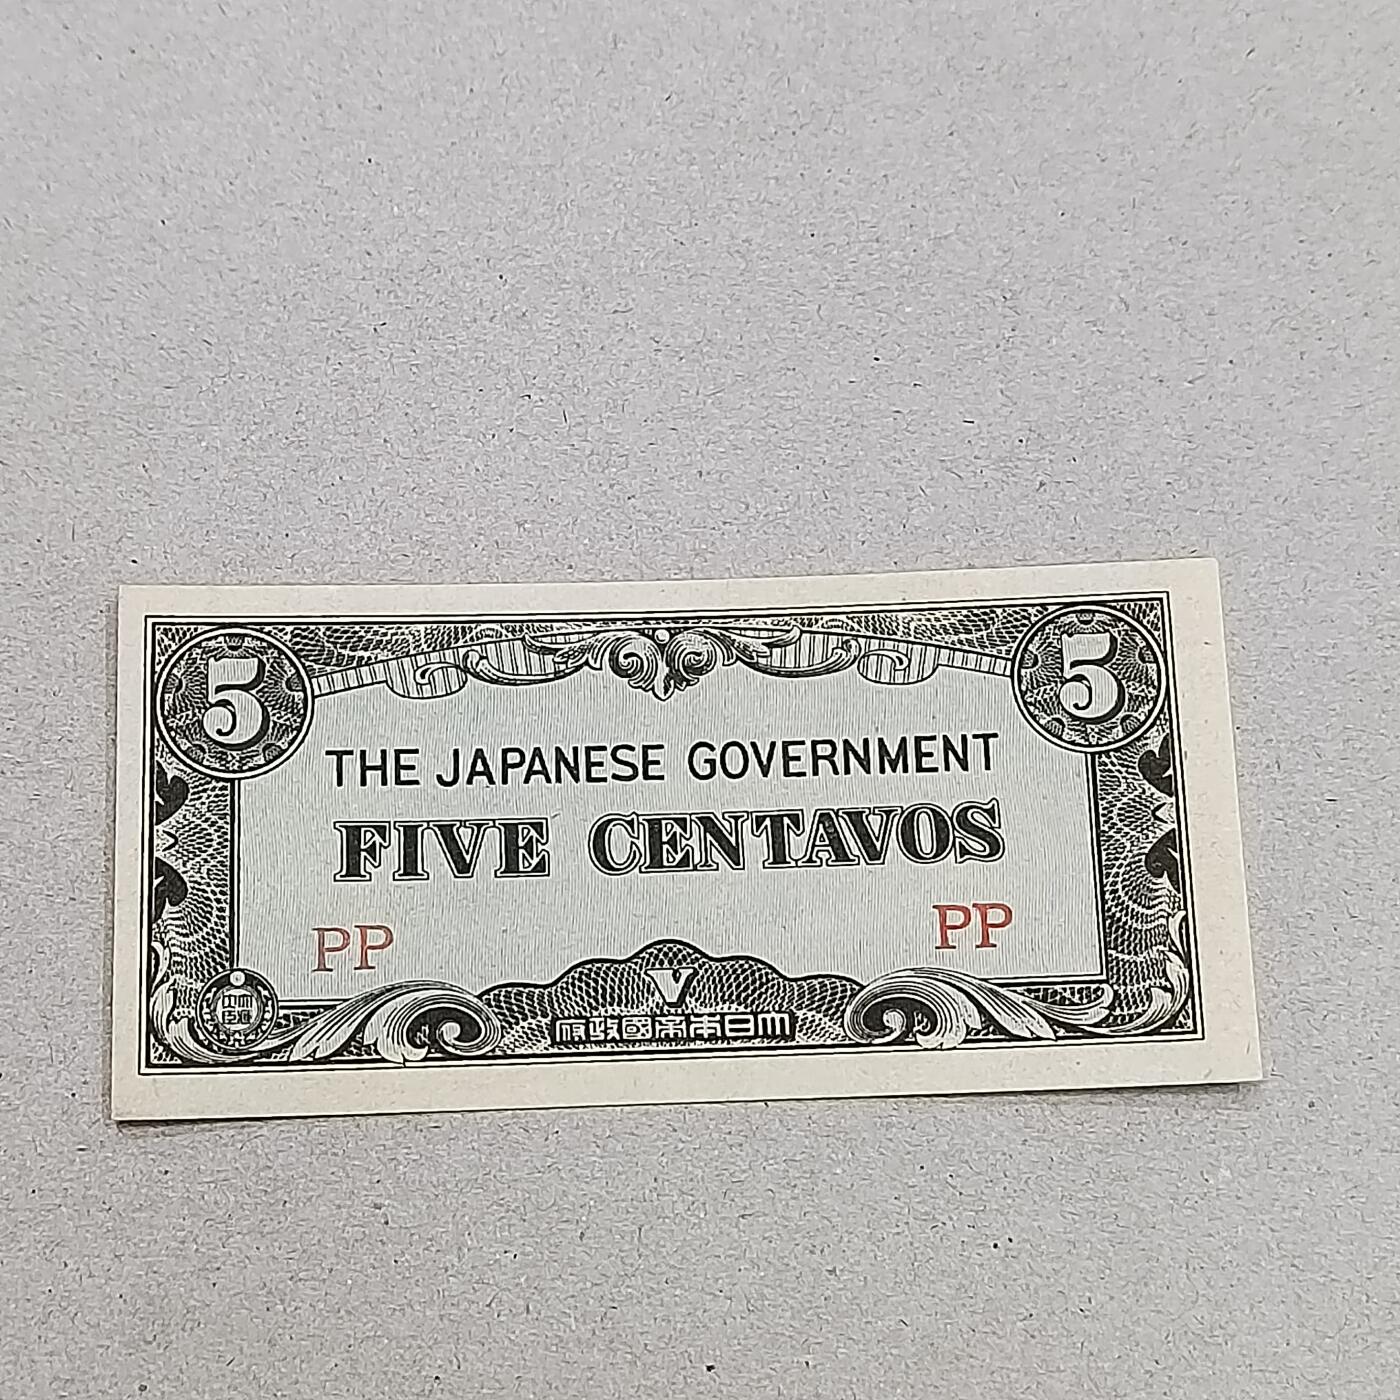 5 5
THE JAPANESE GOVERNMENT
FIVE CENTAVOS
PP PP
V
府政國帝本日大